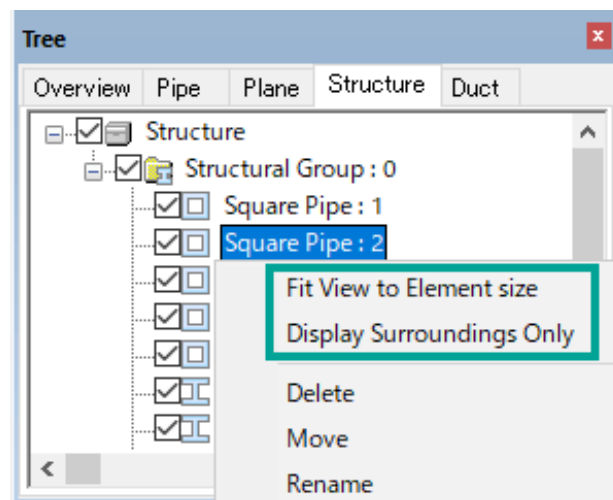 Tree
x
Overview Pipe Plane Structure Duct
Structure
Structural Group : 0
Square Pipe : 1
Square Pipe : 2
Fit View to Element size
Display Surroundings Only
Delete
Move
Rename